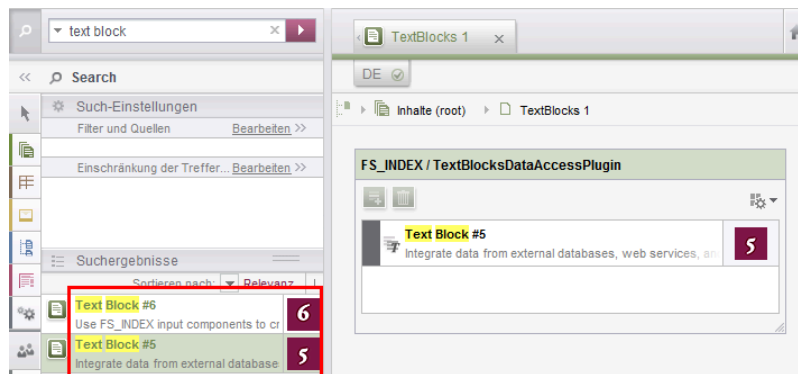 text block
Search
Such-Einstellungen
Filter und Quellen Bearbeiten >>
Einschränkung der Treffer... Bearbeiten >>
Suchergebnisse
Sortieren nach: Relevanz
Text Block #6
Use FS_INDEX input components to cr
6
Text Block #5
Integrate data from external database
5
TextBlocks 1
DE
Inhalte (root) TextBlocks 1
FS_INDEX / TextBlocksDataAccessPlugin
Text Block #5
Integrate data from external databases, web services, an
5